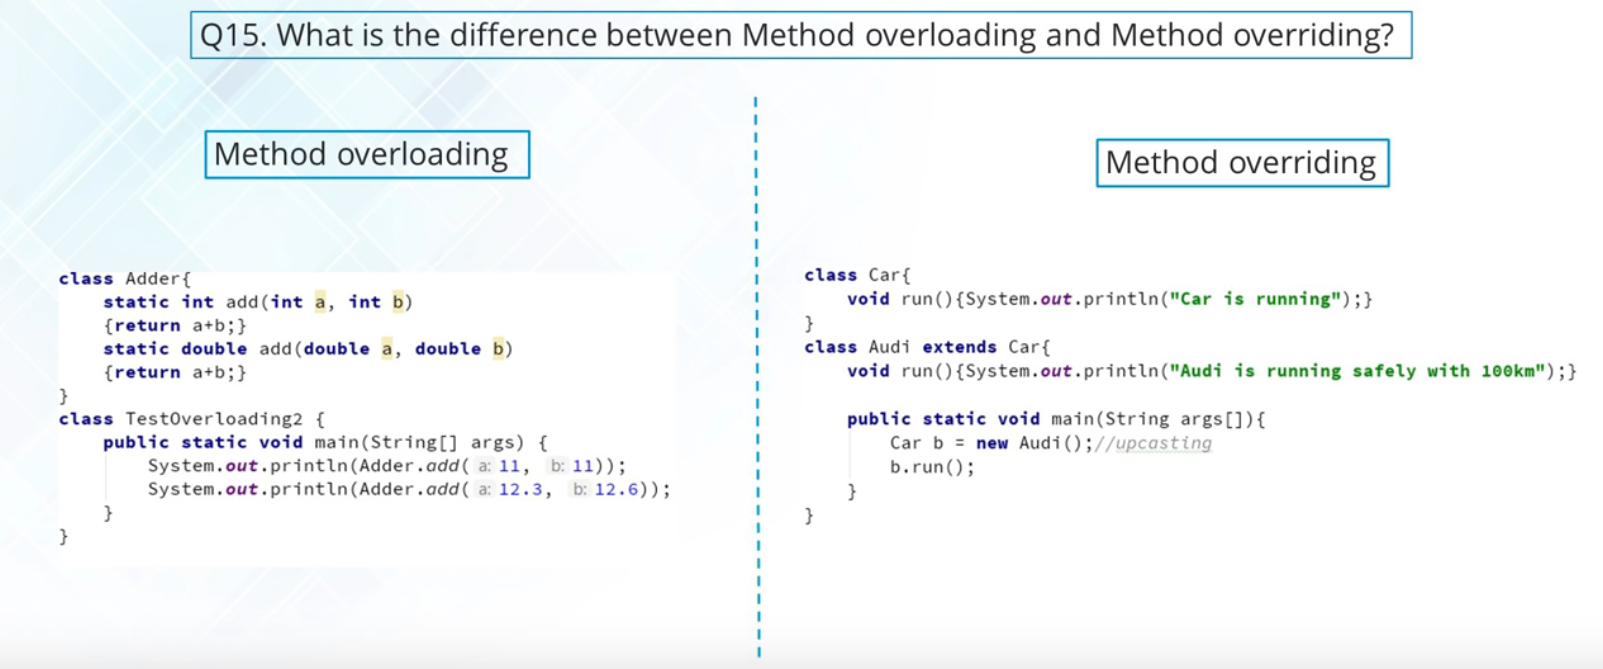 Q15. What is the difference between Method overloading and Method overriding?
Method overloading
class Adder{
static int add(int a, int b)
{return a+b;}
static double add(double a, double b)
{return a+b;}
}
class TestOverloading2 {
public static void main(String[] args) {
System.out.println(Adder.add( a: 11, b: 11));
System.out.println(Adder.add( a: 12.3, b: 12.6));
}
}
Method overriding
class Car{
void run(){System.out.println("Car is running");}
}
class Audi extends Car{
void run(){System.out.println("Audi is running safely with 100km");}
public static void main(String args[]){
Car b = new Audi();//upcasting
b.run();
}
}